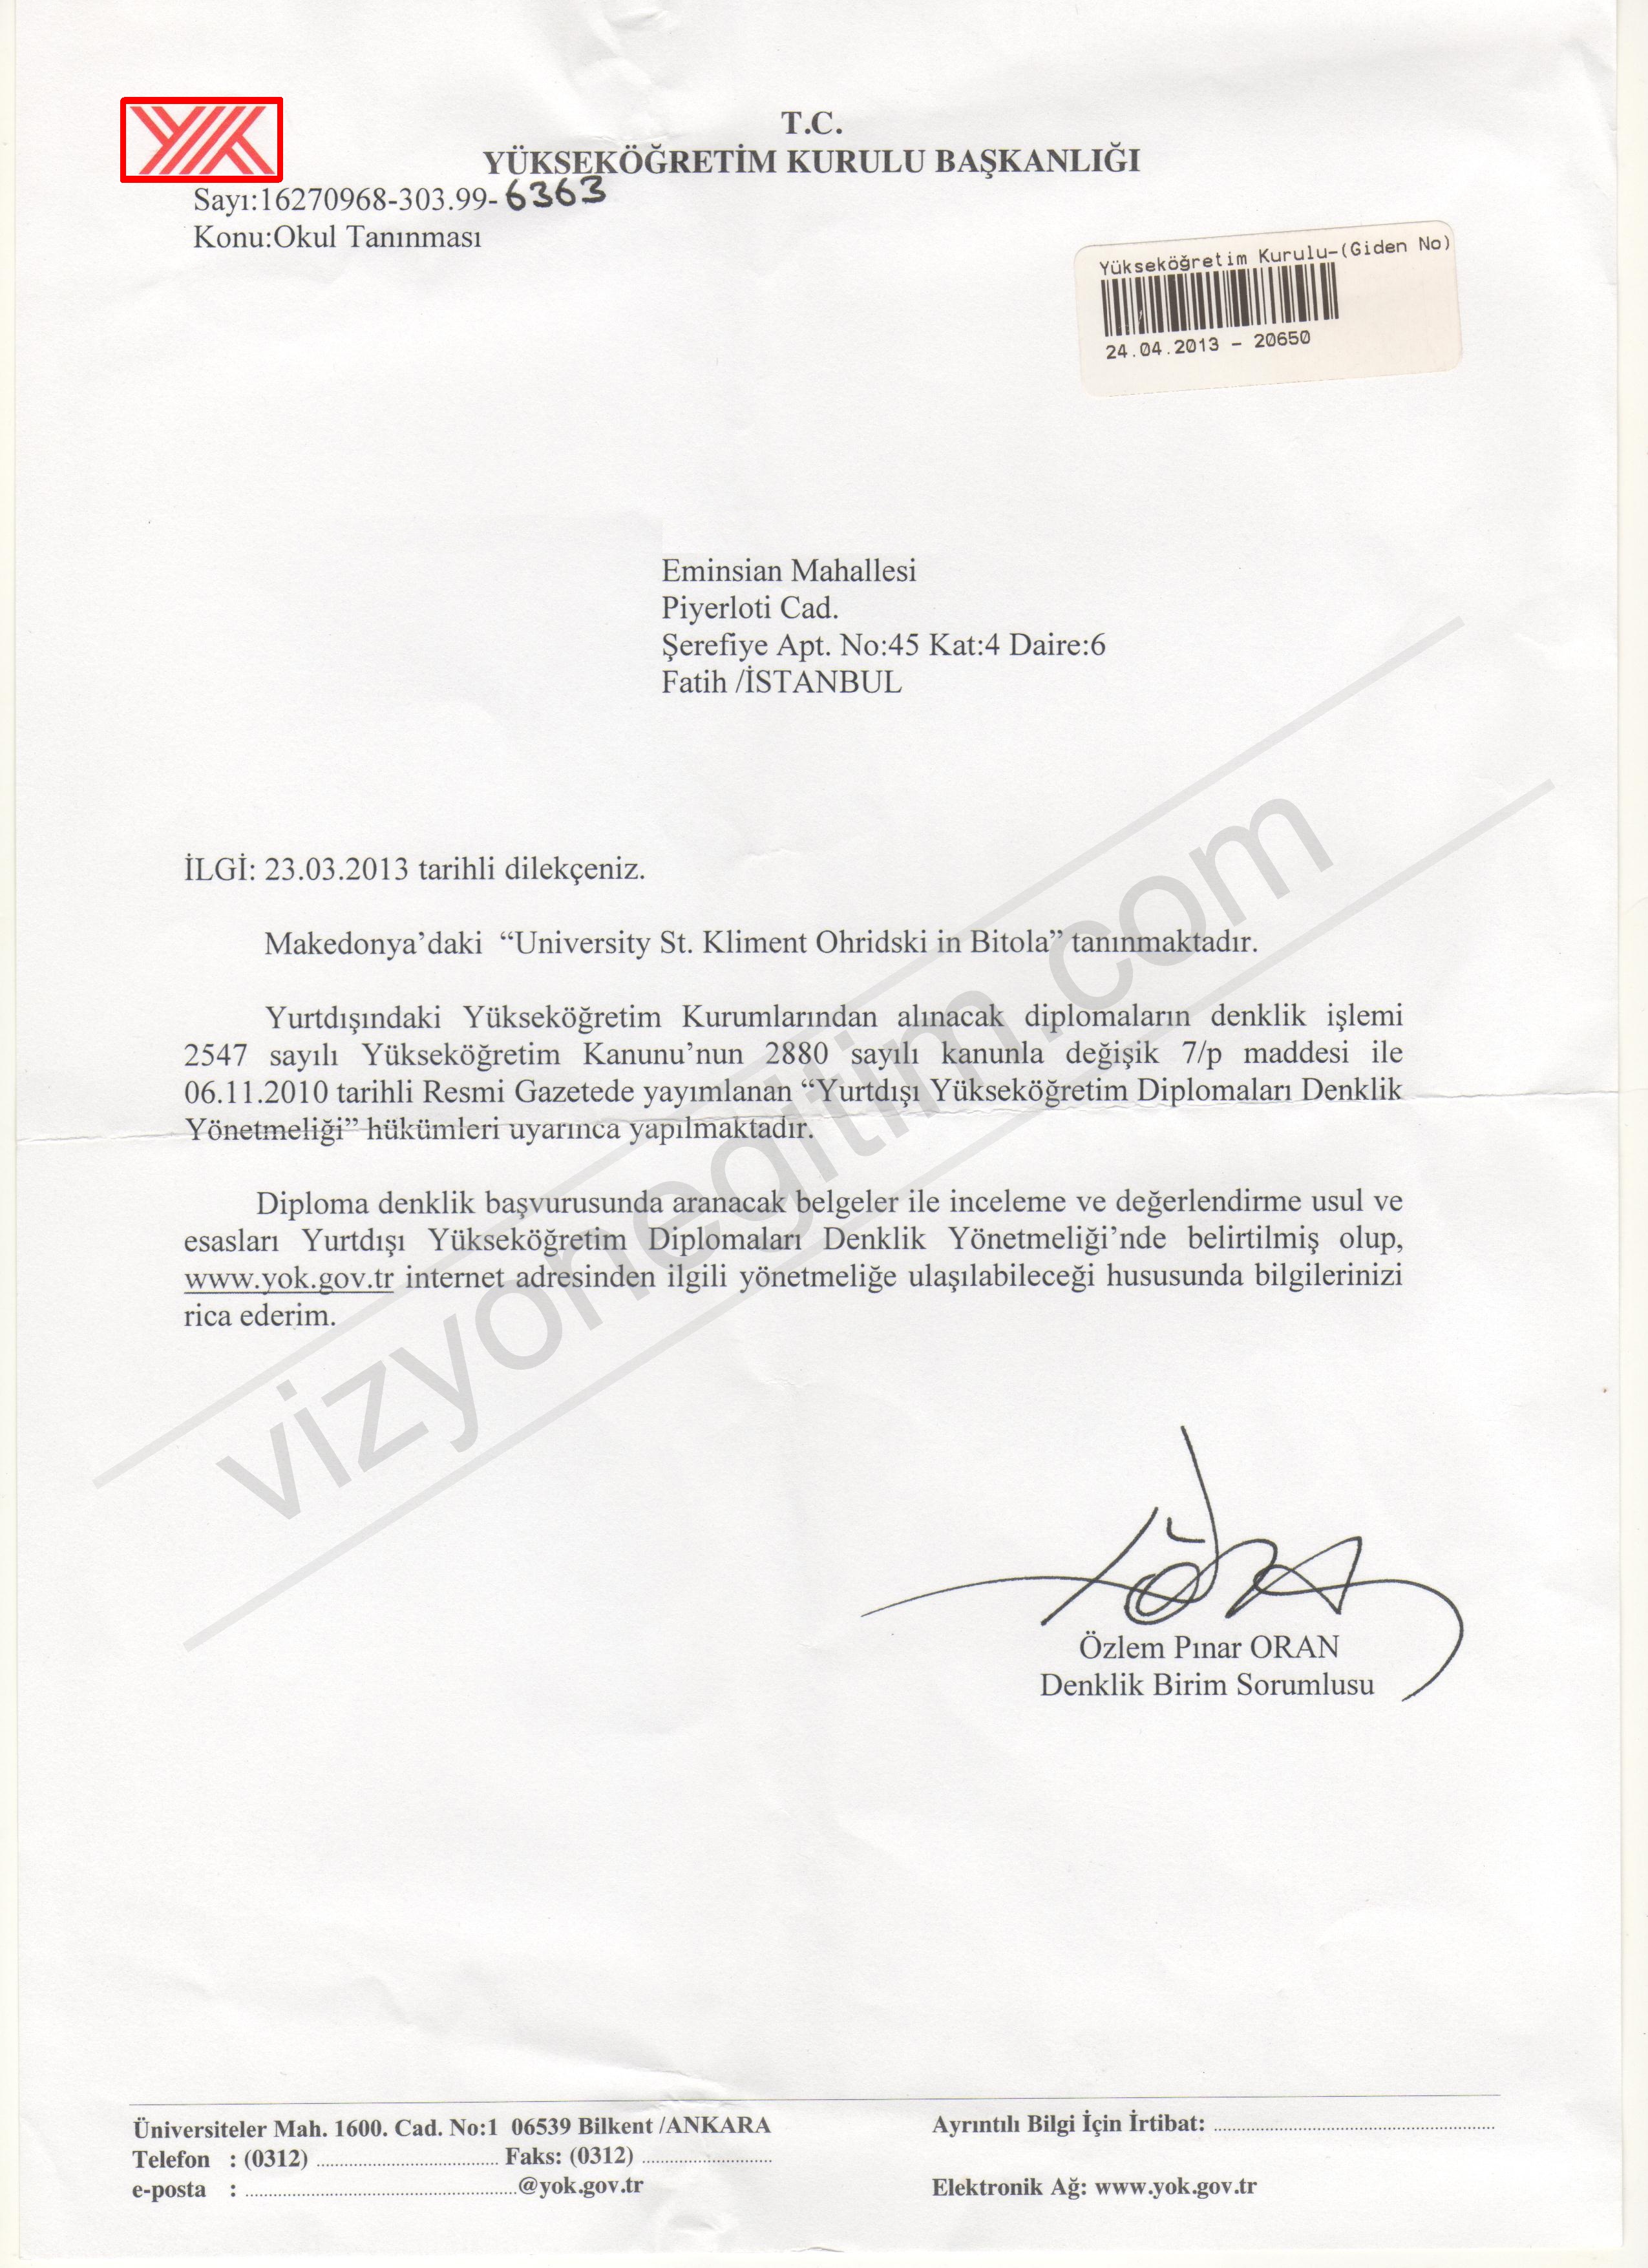 YÖK
T.C.
YÜKSEKÖĞRETİM KURULU BAŞKANLIĞI
Sayı:16270968-303.99-6363
Konu:Okul Tanınması
Yükseköğretim Kurulu-(Giden No)
24.04.2013 - 20650
Eminsian Mahallesi
Piyerloti Cad.
Şerefiye Apt. No:45 Kat:4 Daire:6
Fatih /İSTANBUL
İLGİ: 23.03.2013 tarihli dilekçeniz.
Makedonya'daki “University St. Kliment Ohridski in Bitola” tanınmaktadır.
Yurtdışındaki Yükseköğretim Kurumlarından alınacak diplomaların denklik işlemi
2547 sayılı Yükseköğretim Kanunu'nun 2880 sayılı kanunla değişik 7/p maddesi ile
06.11.2010 tarihli Resmi Gazetede yayımlanan “Yurtdışı Yükseköğretim Diplomaları Denklik
Yönetmeliği” hükümleri uyarınca yapılmaktadır.
Diploma denklik başvurusunda aranacak belgeler ile inceleme ve değerlendirme usul ve
esasları Yurtdışı Yükseköğretim Diplomaları Denklik Yönetmeliği'nde belirtilmiş olup,
www.yok.gov.tr internet adresinden ilgili yönetmeliğe ulaşılabileceği hususunda bilgilerinizi
rica ederim.
vizyonegitim.com
Özlem Pınar ORAN
Denklik Birim Sorumlusu
Üniversiteler Mah. 1600. Cad. No:1 06539 Bilkent /ANKARA
Telefon : (0312) ........................ Faks: (0312) ........................
e-posta : ........................@yok.gov.tr
Ayrıntılı Bilgi İçin İrtibat: ........................
Elektronik Ağ: www.yok.gov.tr